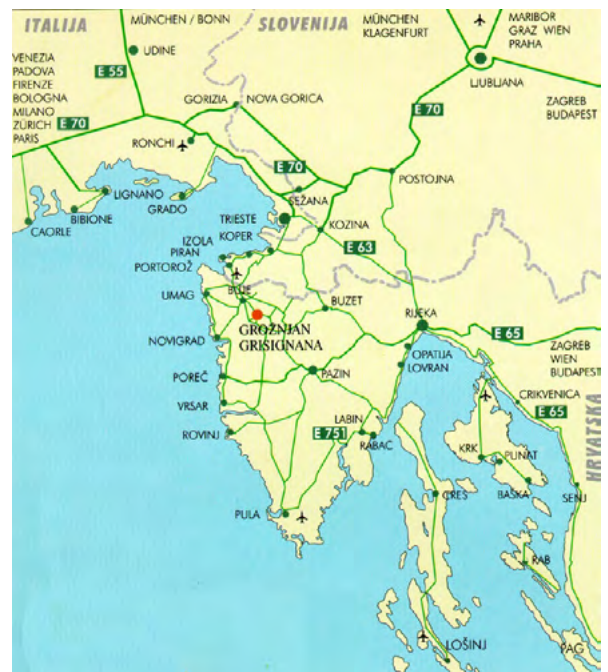 ITALIJA
MÜNCHEN / BONN
SLOVENIJA
MÜNCHEN
KLAGENFURT
MARIBOR
GRAZ WIEN
PRAHA
UDINE
VENEZIA
PADOVA
FIRENZE
BOLOGNA
MILANO
ZÜRICH
PARIS
E 55
E 70
LJUBLJANA
GORIZIA
NOVA GORICA
E 70
ZAGREB
BUDAPEST
RONCHI
E 70
POSTOJNA
SEŽANA
LIGNANO
GRADO
BIBIONE
CAORLE
TRIESTE
KOPER
KOZINA
IZOLA
PIRAN
E 63
PORTOROŽ
BUJE
UMAG
BUZET
RIJEKA
GROŽNJAN
GRISIGNANA
E 65
NOVIGRAD
OPATIJA
LOVRAN
ZAGREB
WIEN
BUDAPEST
POREČ
PAZIN
CRIKVENICA
VRSAR
E 65
LABIN
ROVINJ
E 751
RABAC
KRK
PUNAT
HRVATSKA
BAŠKA
SENJ
CRES
PULA
RAB
LOŠINJ
PAG